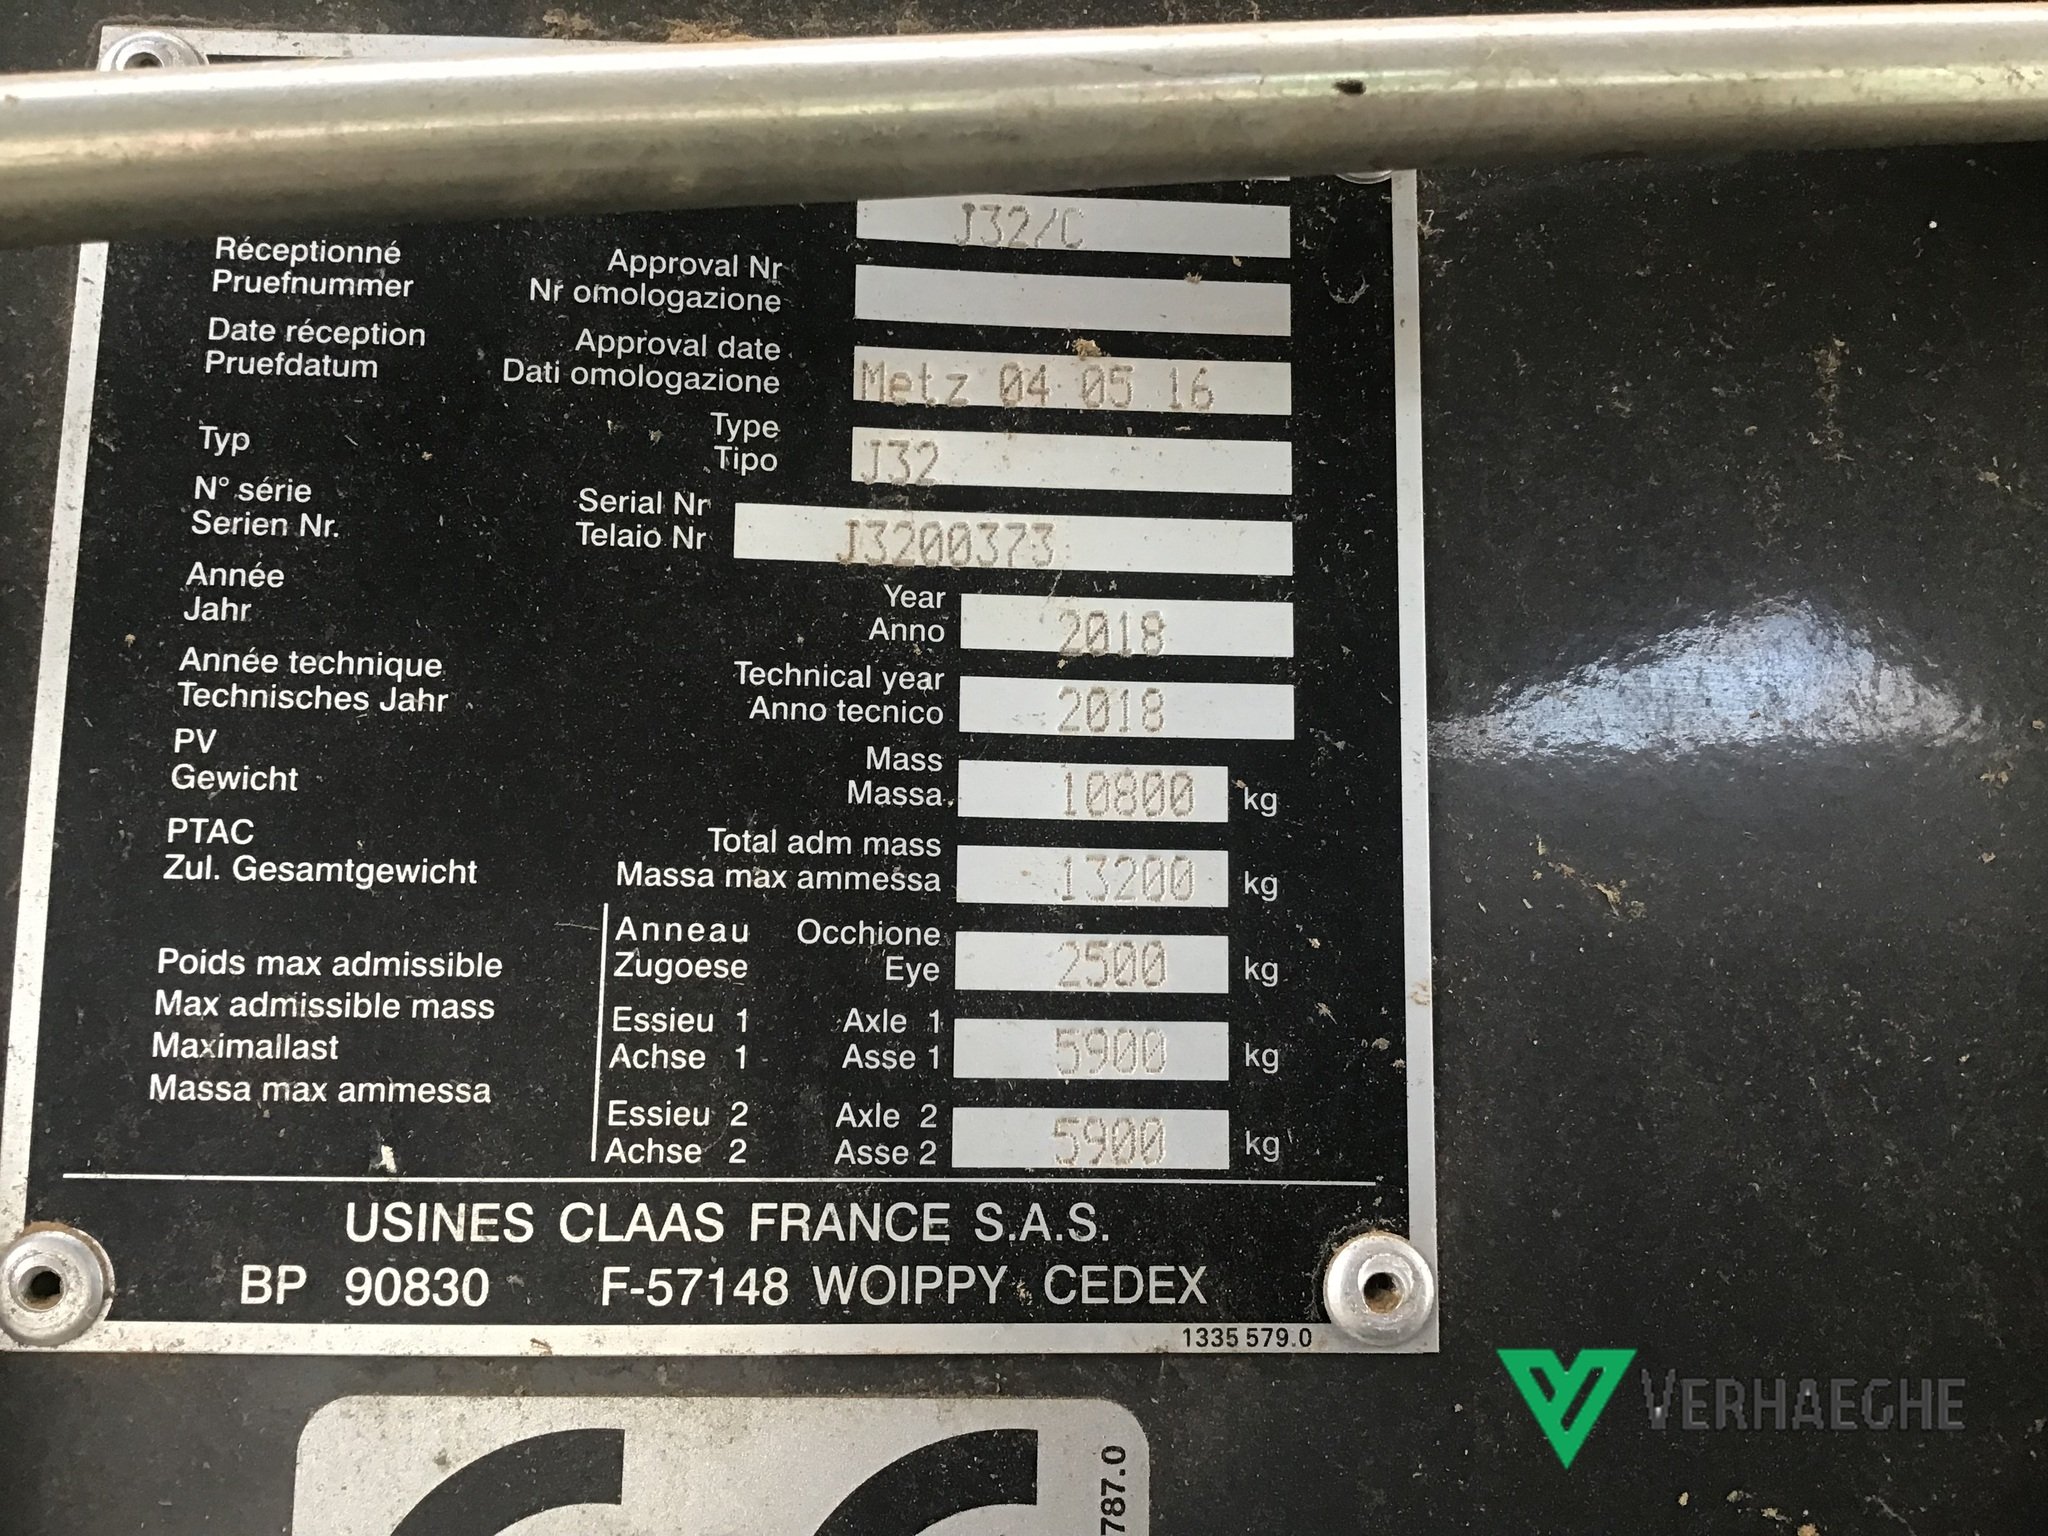 J32/C
Réceptionné Approval Nr
Pruefnummer Nr omologazione
Date réception Approval date
Pruefdatum Dati omologazione Metz 04 05 16
Typ Type
Tipo J32
N° série Serial Nr
Serien Nr. Telaio Nr J3200373
Année Year
Jahr Anno 2018
Année technique Technical year
Technisches Jahr Anno tecnico 2018
PV Mass
Gewicht Massa 10800 kg
PTAC Total adm mass
Zul. Gesamtgewicht Massa max ammessa 13200 kg
Poids max admissible
Max admissible mass
Maximallast
Massa max ammessa
Anneau Occhione
Zugoese Eye 2500 kg
Essieu 1 Axle 1
Achse 1 Asse 1 5900 kg
Essieu 2 Axle 2
Achse 2 Asse 2 5900 kg
USINES CLAAS FRANCE S.A.S.
BP 90830 F-57148 WOIPPY CEDEX
1335 579.0
CE
787.0
VERHAEGHE